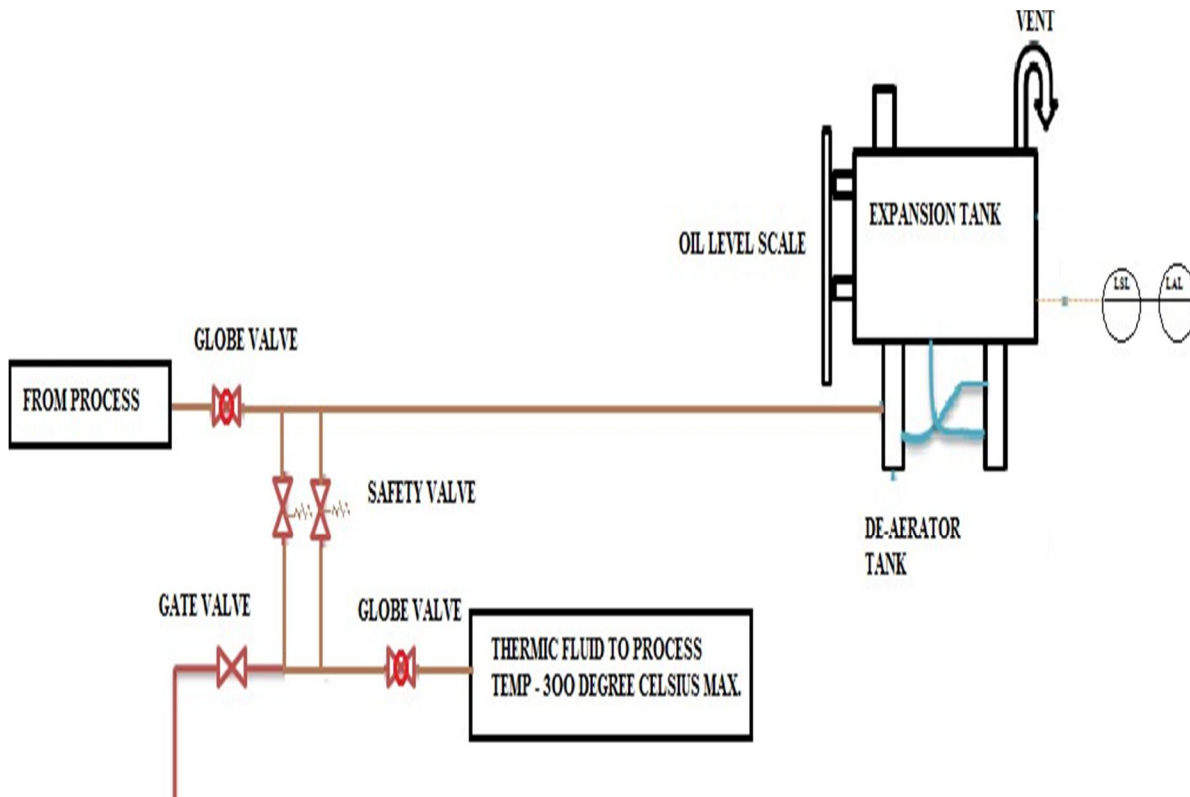 VENT
EXPANSION TANK
OIL LEVEL SCALE
LSL
LAL
GLOBE VALVE
FROM PROCESS
SAFETY VALVE
DE-AERATOR
TANK
GATE VALVE
GLOBE VALVE
THERMIC FLUID TO PROCESS
TEMP - 300 DEGREE CELSIUS MAX.